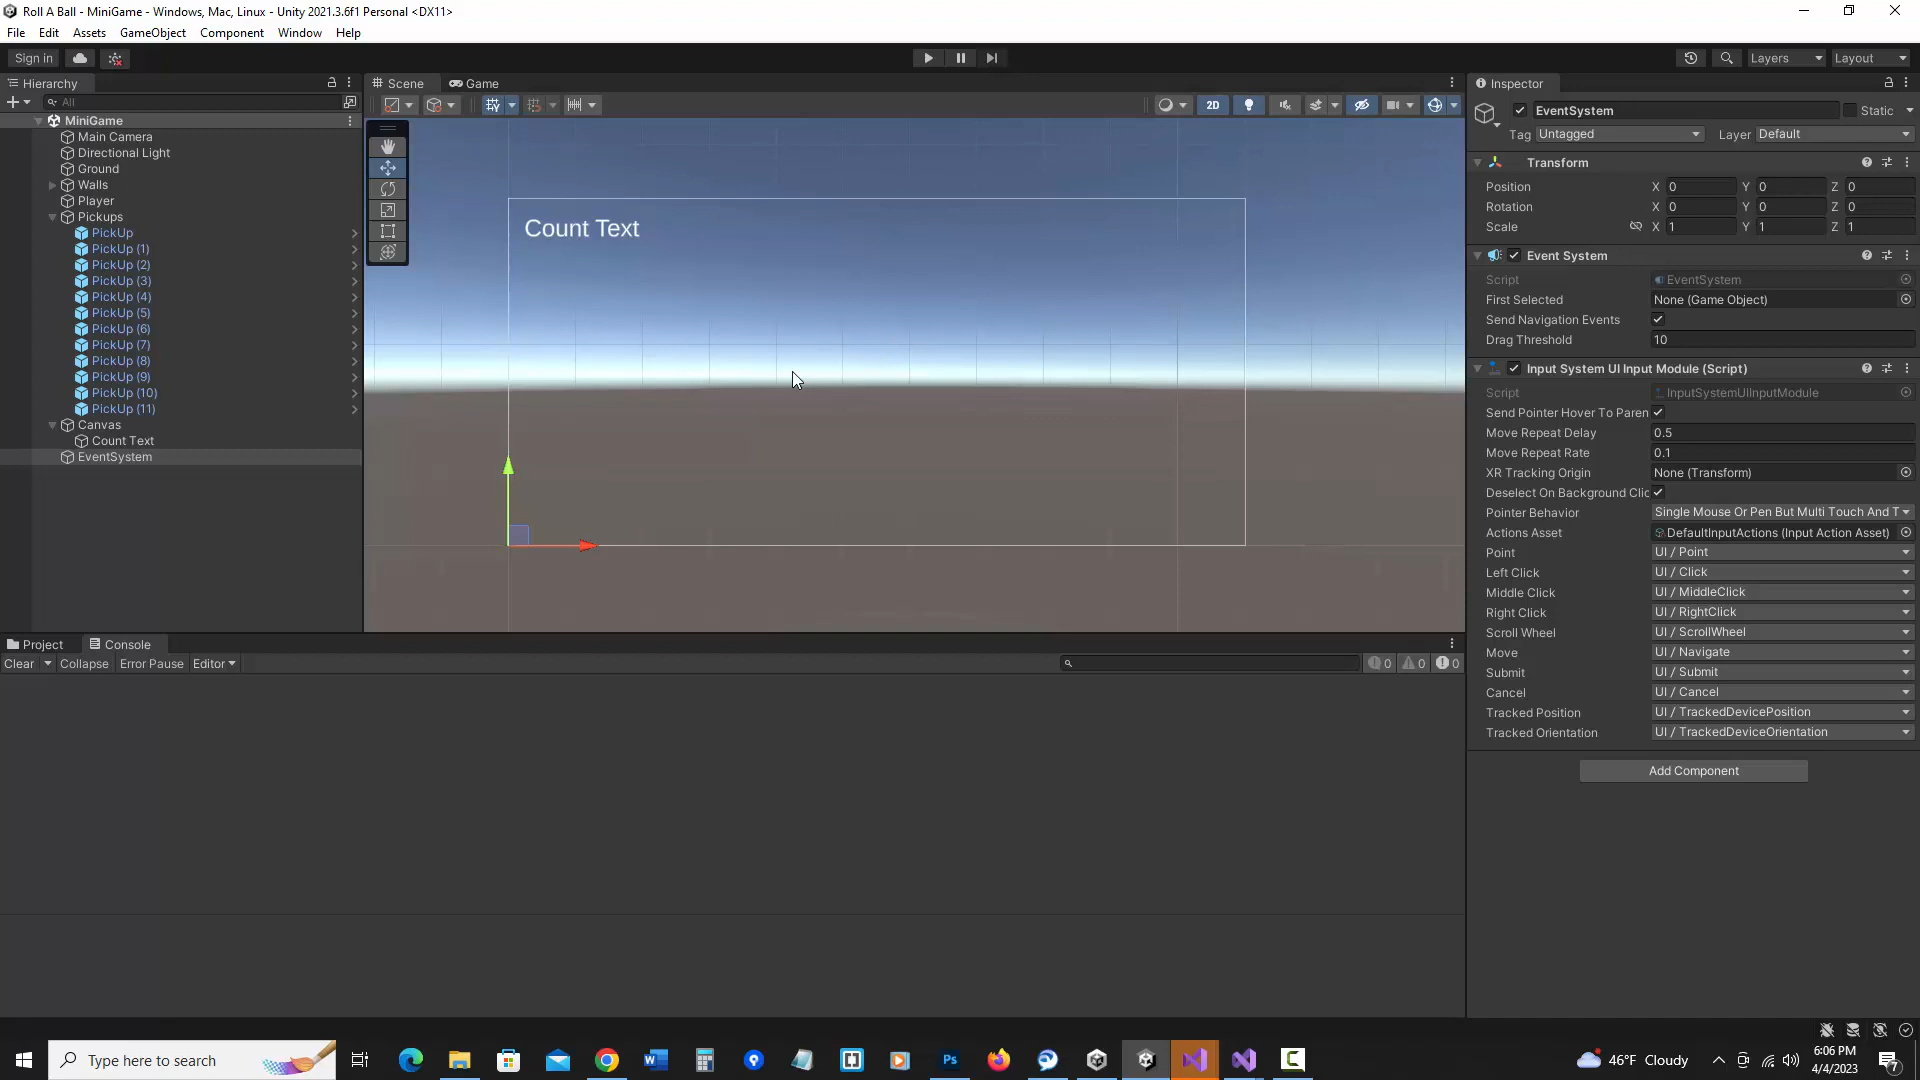 Roll A Ball - MiniGame - Windows, Mac, Linux - Unity 2021.3.6f1 Personal <DX11>
File Edit Assets GameObject Component Window Help
Sign in
Layers
Layout
Hierarchy
All
MiniGame
Main Camera
Directional Light
Ground
Walls
Player
Pickups
PickUp
PickUp (1)
PickUp (2)
PickUp (3)
PickUp (4)
PickUp (5)
PickUp (6)
PickUp (7)
PickUp (8)
PickUp (9)
PickUp (10)
PickUp (11)
Canvas
Count Text
EventSystem
Scene Game
2D
Count Text
Project Console
Clear Collapse Error Pause Editor
0 0 0
Inspector
EventSystem Static
Tag Untagged Layer Default
Transform
Position X 0 Y 0 Z 0
Rotation X 0 Y 0 Z 0
Scale X 1 Y 1 Z 1
Event System
Script EventSystem
First Selected None (Game Object)
Send Navigation Events
Drag Threshold 10
Input System UI Input Module (Script)
Script InputSystemUIInputModule
Send Pointer Hover To Paren
Move Repeat Delay 0.5
Move Repeat Rate 0.1
XR Tracking Origin None (Transform)
Deselect On Background Clic
Pointer Behavior Single Mouse Or Pen But Multi Touch And T
Actions Asset DefaultInputActions (Input Action Asset)
Point UI / Point
Left Click UI / Click
Middle Click UI / MiddleClick
Right Click UI / RightClick
Scroll Wheel UI / ScrollWheel
Move UI / Navigate
Submit UI / Submit
Cancel UI / Cancel
Tracked Position UI / TrackedDevicePosition
Tracked Orientation UI / TrackedDeviceOrientation
Add Component
Type here to search
Ps
46°F Cloudy
6:06 PM
4/4/2023
7